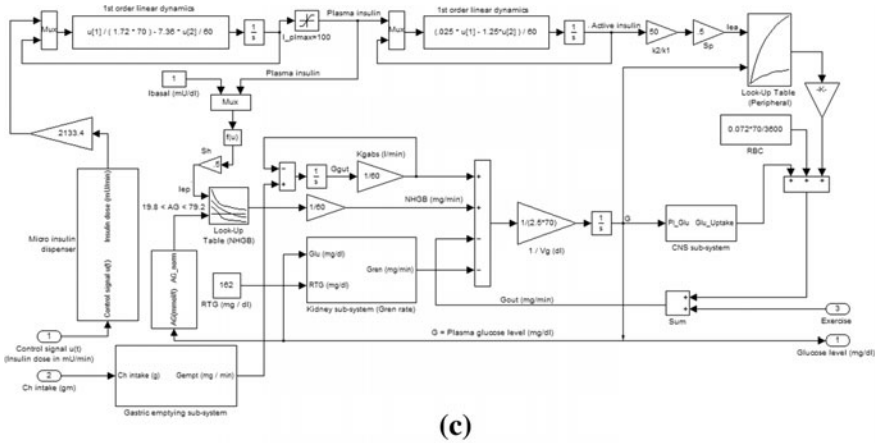 1st order linear dynamics
Mux
u[1] / ( 1.72 * 70 ) - 7.36 * u[2] / 60
1
s
I_plmax=100
Plasma insulin
1st order linear dynamics
Mux
(.025 * u[1] - 1.25*u[2] ) / 60
1
s
Active insulin
50
k2/k1
.5
Sp
Iea
Look-Up Table
(Peripheral)
Plasma insulin
1
Ibasal (mU/dl)
Mux
f(u)
-K-
2133.4
Sh
.5
Iep
0.072*70/3600
RBC
Kgabs (l/min)
1
s
Ggut
1/60
19.8 < AG < 79.2
Look-Up
Table (NHGB)
1/60
NHGB (mg/min)
Micro insulin
dispenser
Insulin dose (mU/min)
Control signal u(t)
AG_norm
AG(mmol/l)
1/(2.5*70)
1 / Vg (dl)
1
s
G
Pl_Glu
Glu_Uptake
CNS sub-system
Glu (mg/dl)
RTG (mg/dl)
Gren (mg/min)
Kidney sub-system (Gren rate)
162
RTG (mg / dl)
Gout (mg/min)
Sum
3
Exercise
1
Control signal u(t)
(Insulin dose in mU/min)
G = Plasma glucose level (mg/dl)
1
Glucose level (mg/dl)
2
Ch intake (gm)
Ch intake (g)
Gempt (mg / min)
Gastric emptying sub-system
(c)